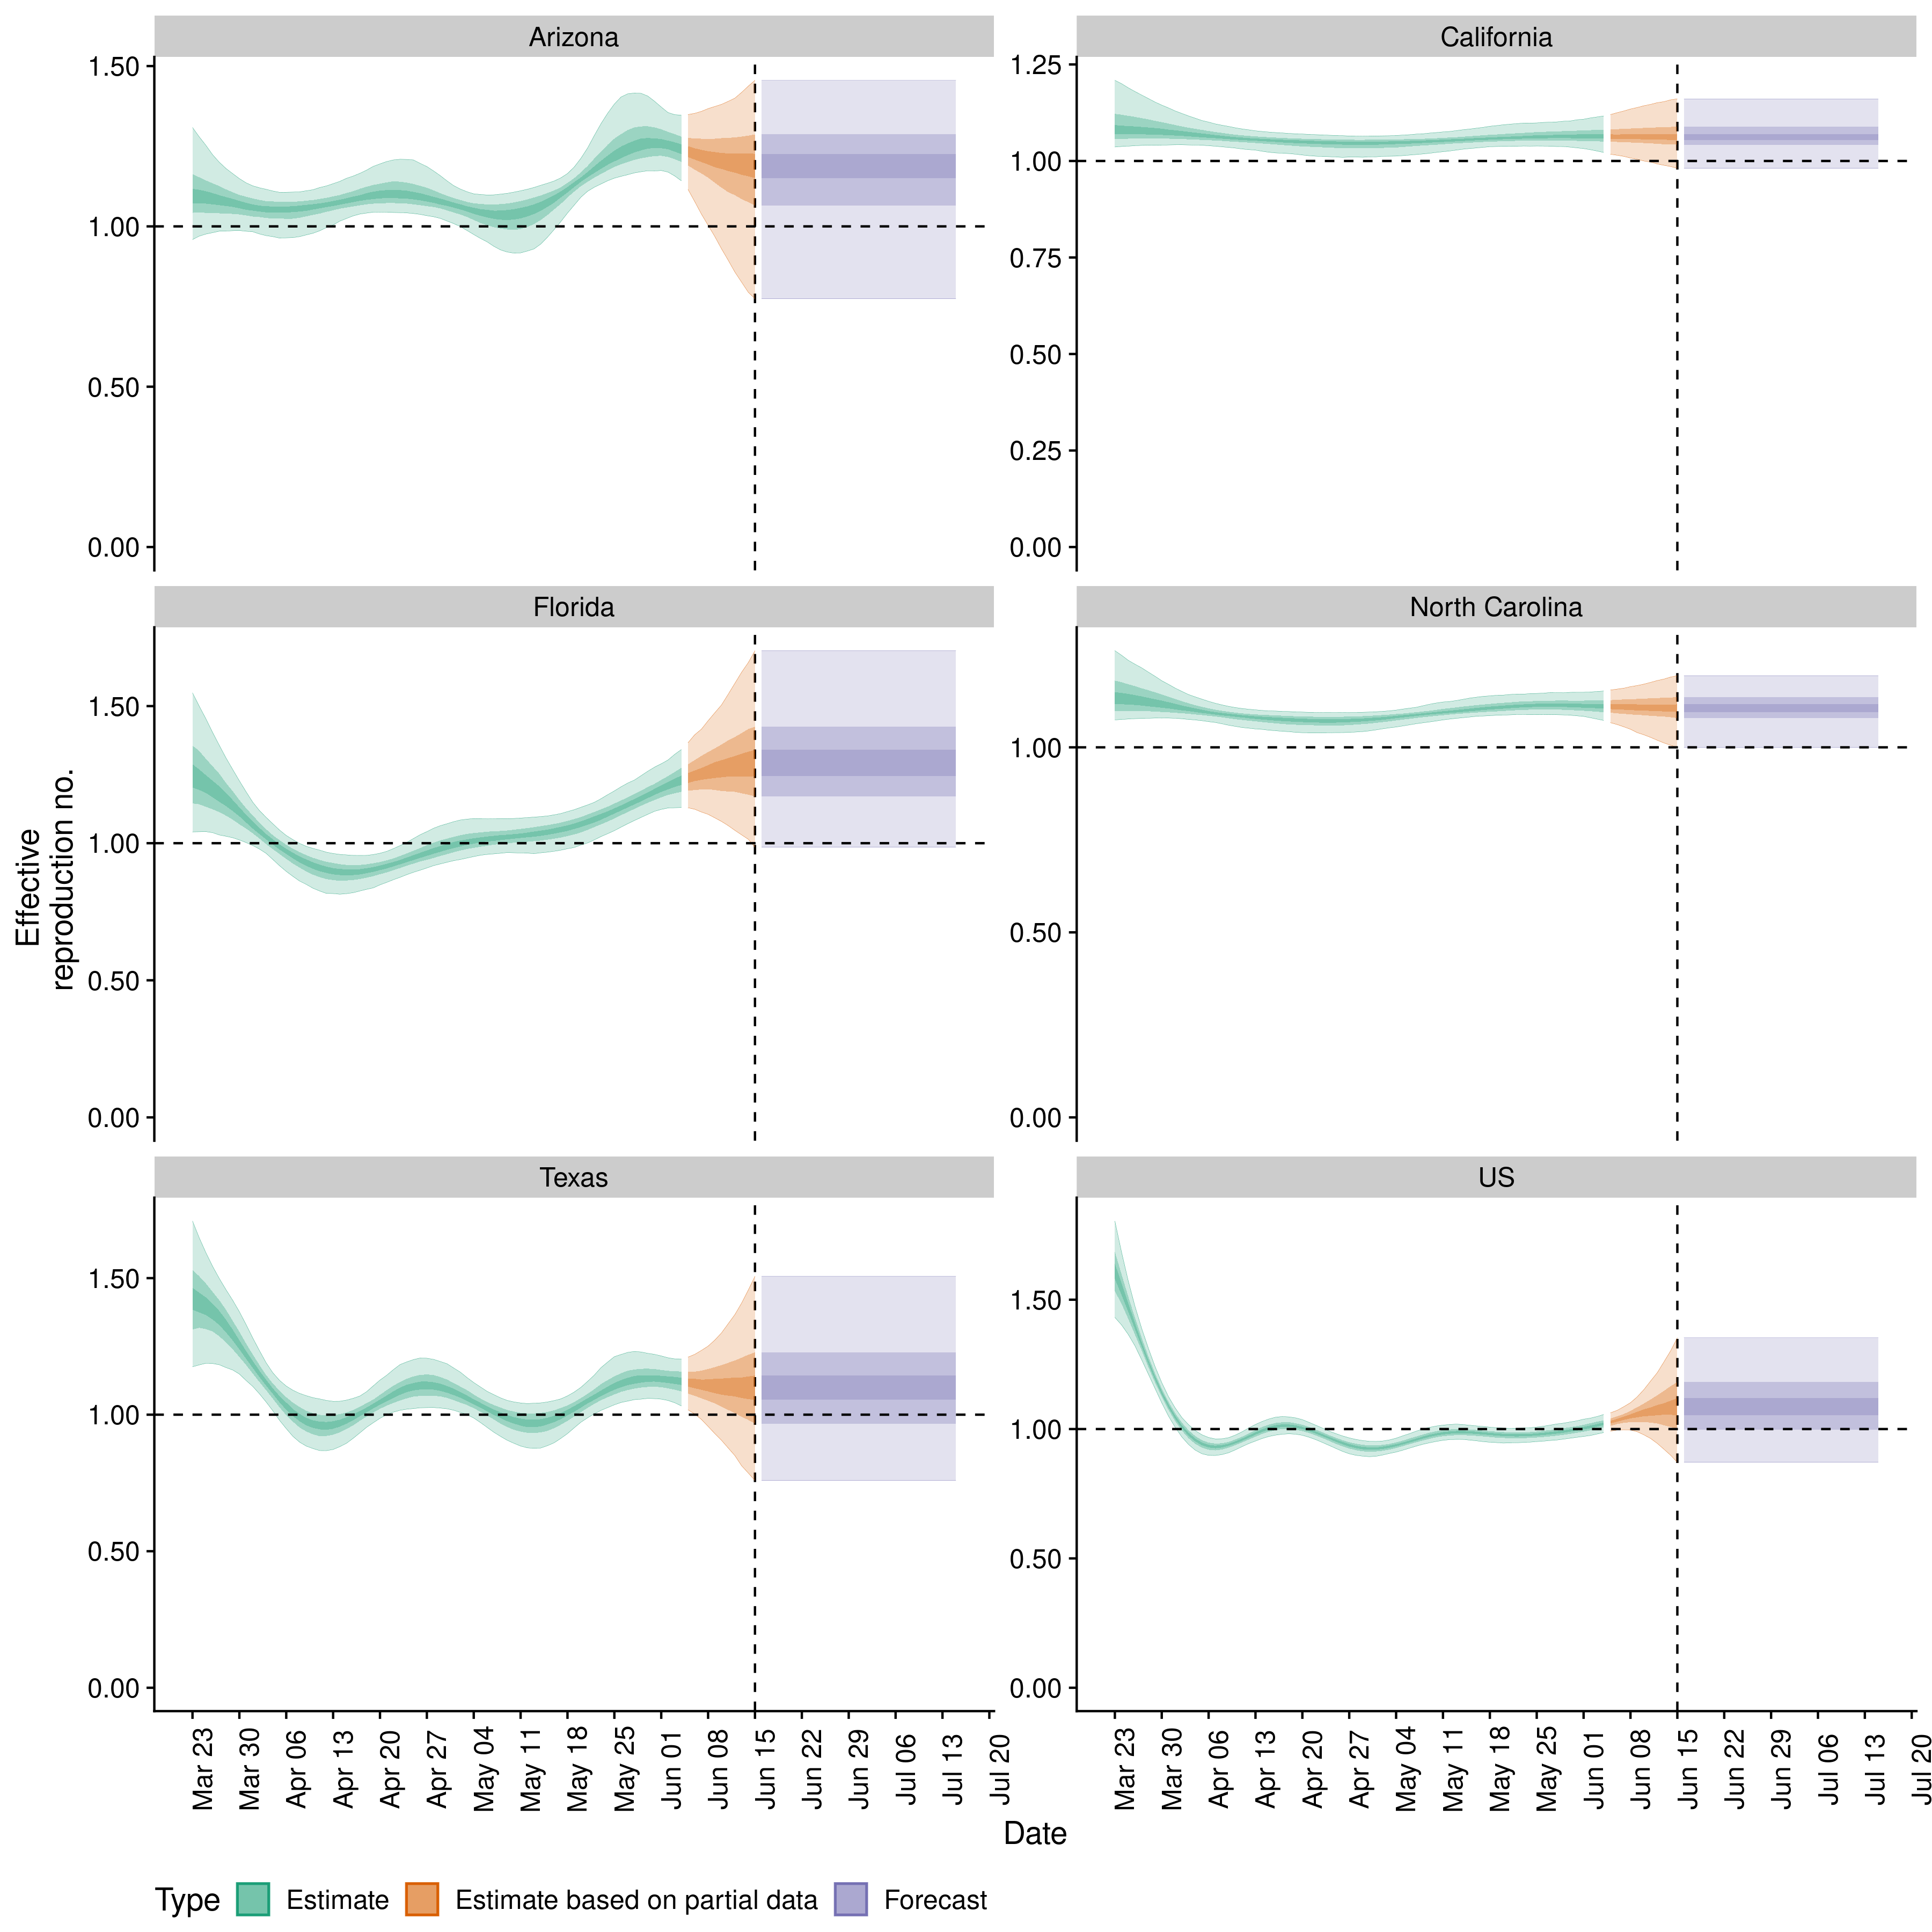 Arizona
California
1.50
1.00
0.50
0.00
1.25
1.00
0.75
0.50
0.25
0.00
Florida
North Carolina
1.50
1.00
0.50
0.00
1.00
0.50
0.00
Effective
reproduction no.
Texas
US
1.50
1.00
0.50
0.00
1.50
1.00
0.50
0.00
Mar 23
Mar 30
Apr 06
Apr 13
Apr 20
Apr 27
May 04
May 11
May 18
May 25
Jun 01
Jun 08
Jun 15
Jun 22
Jun 29
Jul 06
Jul 13
Jul 20
Mar 23
Mar 30
Apr 06
Apr 13
Apr 20
Apr 27
May 04
May 11
May 18
May 25
Jun 01
Jun 08
Jun 15
Jun 22
Jun 29
Jul 06
Jul 13
Jul 20
Date
Type Estimate Estimate based on partial data Forecast